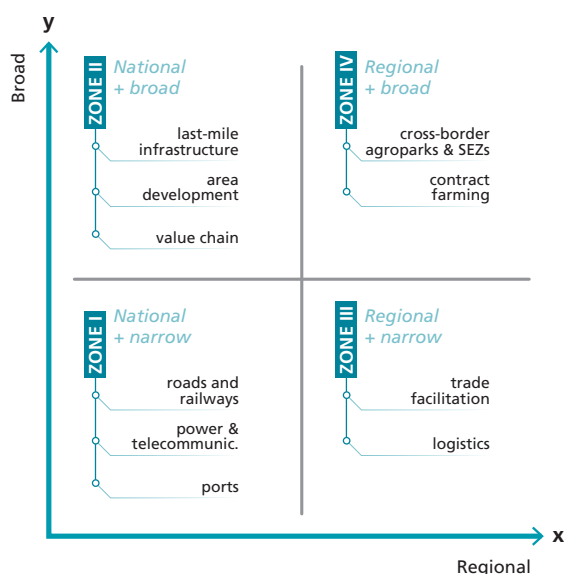 y
Broad
ZONE II
National
+ broad
last-mile
infrastructure
area
development
value chain
ZONE IV
Regional
+ broad
cross-border
agroparks & SEZs
contract
farming
ZONE I
National
+ narrow
roads and
railways
power &
telecommunic.
ports
ZONE III
Regional
+ narrow
trade
facilitation
logistics
x
Regional